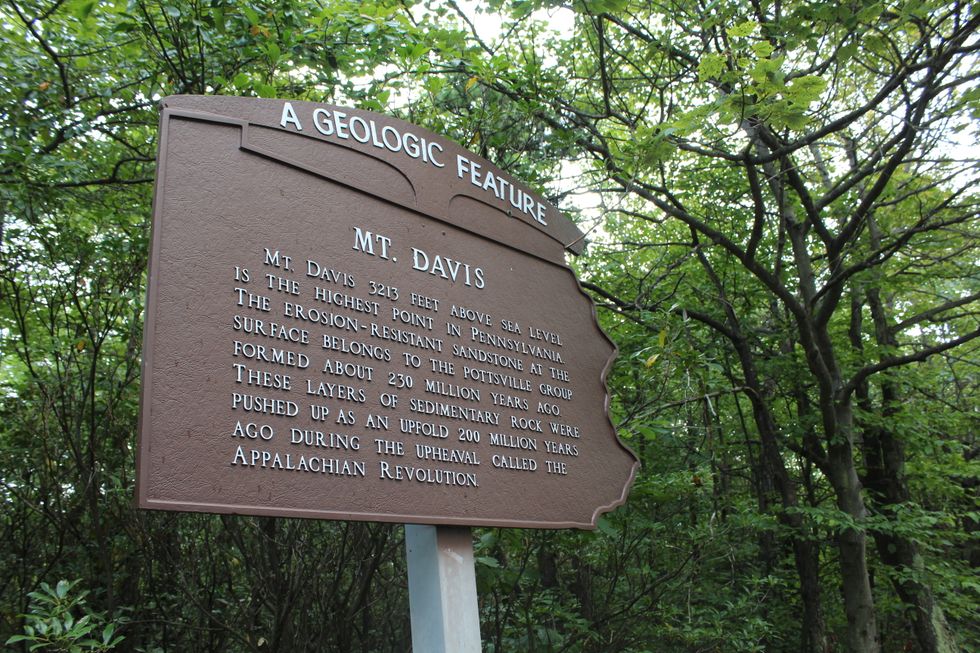 A GEOLOGIC FEATURE
MT. DAVIS
MT. DAVIS 3213 FEET ABOVE SEA LEVEL
IS THE HIGHEST POINT IN PENNSYLVANIA.
THE EROSION-RESISTANT SANDSTONE AT THE
SURFACE BELONGS TO THE POTTSVILLE GROUP
FORMED ABOUT 230 MILLION YEARS AGO.
THESE LAYERS OF SEDIMENTARY ROCK WERE
PUSHED UP AS AN UPFOLD 200 MILLION YEARS
AGO DURING THE UPHEAVAL CALLED THE
APPALACHIAN REVOLUTION.